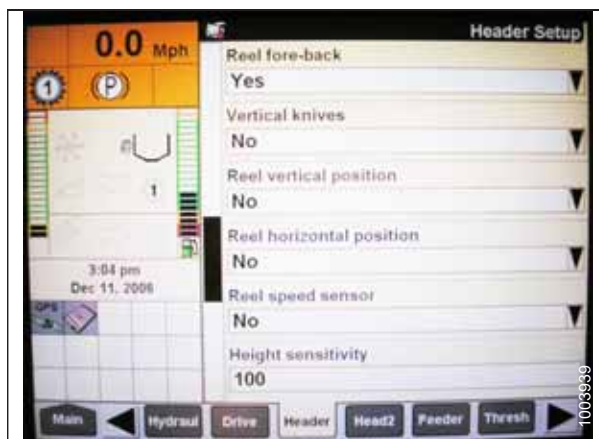 0.0 Mph
Header Setup
Reel fore-back
Yes
Vertical knives
No
Reel vertical position
No
Reel horizontal position
No
Reel speed sensor
No
Height sensitivity
100
1
(P)
1
3:04 pm
Dec 11, 2006
GPS
Main
Hydraul
Drive
Header
Head2
Feeder
Thresh
1003939